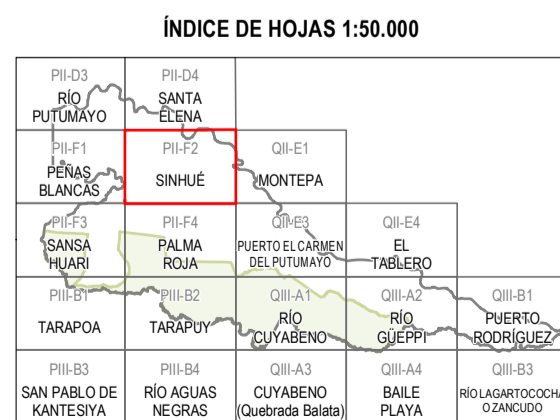 ÍNDICE DE HOJAS 1:50.000
PII-D3
RÍO
PUTUMAYO
PII-D4
SANTA
ELENA
PII-F1
PEÑAS
BLANCAS
PII-F2
SINHUÉ
QII-E1
MONTEPA
PII-F3
SANSA
HUARI
PII-F4
PALMA
ROJA
QII-E3
PUERTO EL CARMEN
DEL PUTUMAYO
QII-E4
EL
TABLERO
PIII-B1
TARAPOA
PIII-B2
TARAPUY
QIII-A1
RÍO
CUYABENO
QIII-A2
RÍO
GÜEPPI
QIII-B1
PUERTO
RODRÍGUEZ
PIII-B3
SAN PABLO DE
KANTESIYA
PIII-B4
RÍO AGUAS
NEGRAS
QIII-A3
CUYABENO
(Quebrada Balata)
QIII-A4
BAILE
PLAYA
QIII-B3
RÍO LAGARTOCOCHA
O ZANCUDO